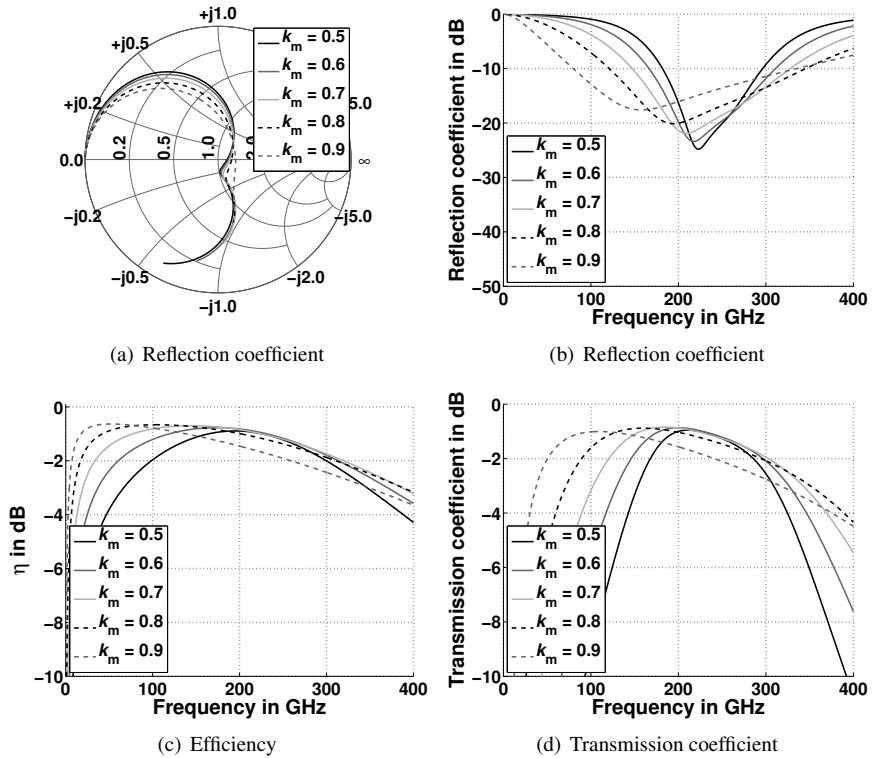 +j1.0
+j0.5
+j0.2
0.0
0.2
0.5
1.0
5.0
∞
−j0.2
−j5.0
−j0.5
−j2.0
−j1.0
k_m = 0.5
k_m = 0.6
k_m = 0.7
k_m = 0.8
k_m = 0.9
(a) Reflection coefficient
Reflection coefficient in dB
0
−10
−20
−30
−40
−50
k_m = 0.5
k_m = 0.6
k_m = 0.7
k_m = 0.8
k_m = 0.9
0 100 200 300 400
Frequency in GHz
(b) Reflection coefficient
η in dB
0
−2
−4
−6
−8
−10
k_m = 0.5
k_m = 0.6
k_m = 0.7
k_m = 0.8
k_m = 0.9
0 100 200 300 400
Frequency in GHz
(c) Efficiency
Transmission coefficient in dB
0
−2
−4
−6
−8
−10
k_m = 0.5
k_m = 0.6
k_m = 0.7
k_m = 0.8
k_m = 0.9
0 100 200 300 400
Frequency in GHz
(d) Transmission coefficient